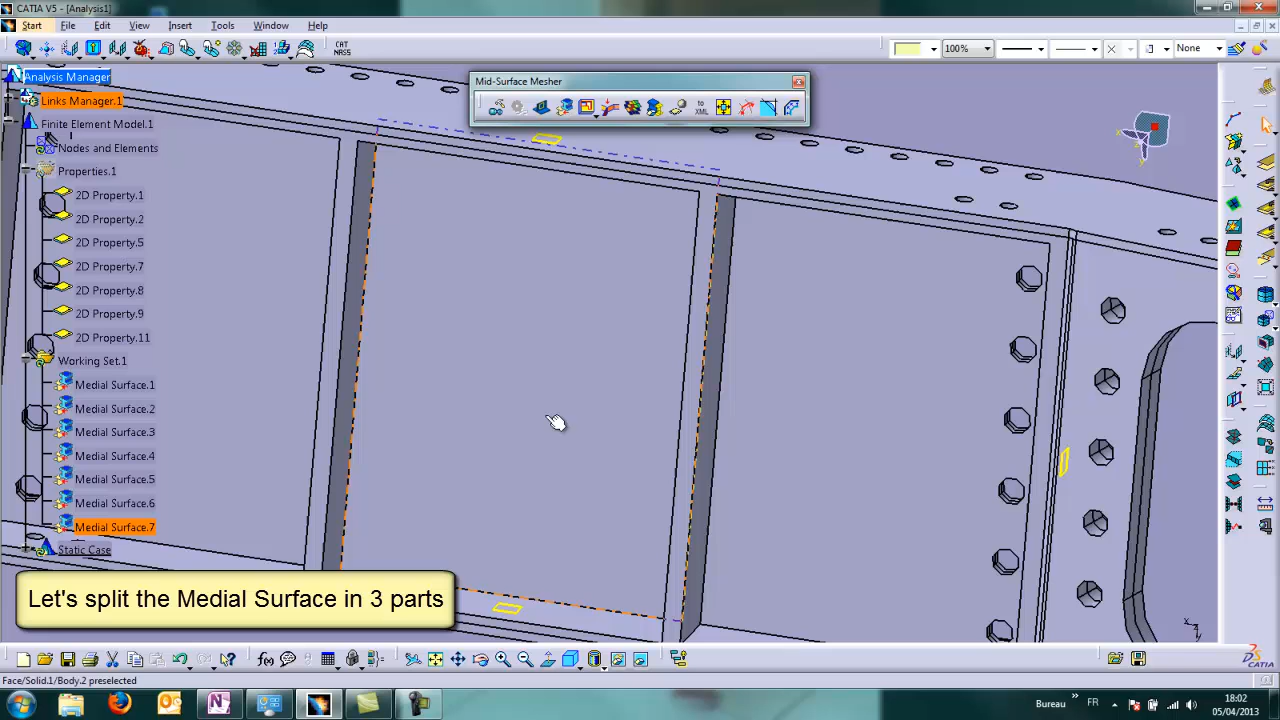 CATIA V5 - [Analysis1]
Start File Edit View Insert Tools Window Help
CAT
NASS
100%
None
Mid-Surface Mesher
to
XML
Analysis Manager
Links Manager.1
Finite Element Model.1
Nodes and Elements
Properties.1
2D Property.1
2D Property.2
2D Property.5
2D Property.7
2D Property.8
2D Property.9
2D Property.11
Working Set.1
Medial Surface.1
Medial Surface.2
Medial Surface.3
Medial Surface.4
Medial Surface.5
Medial Surface.6
Medial Surface.7
Static Case
Let's split the Medial Surface in 3 parts
f(x)
CATIA
Face/Solid.1/Body.2 preselected
Bureau » FR
18:02
05/04/2013